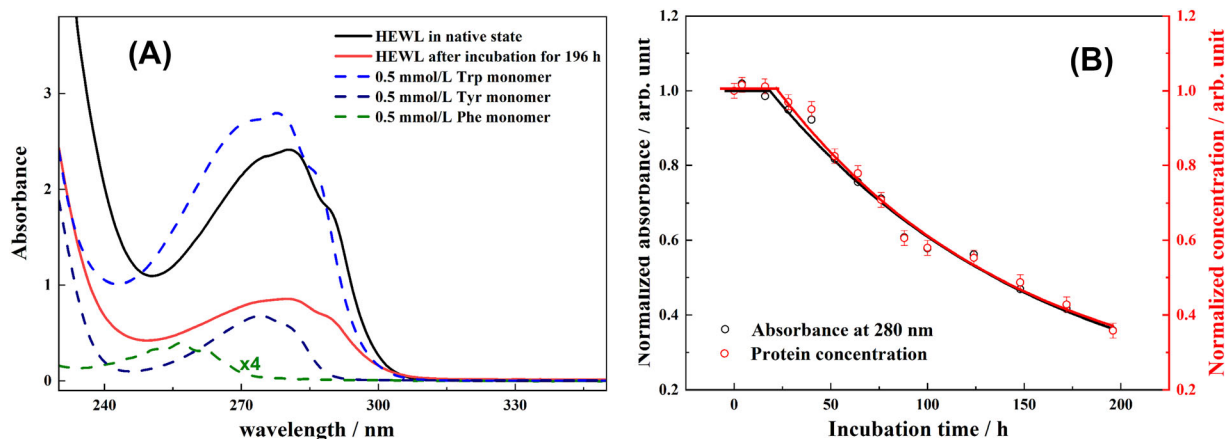 (A)
HEWL in native state
HEWL after incubation for 196 h
0.5 mmol/L Trp monomer
0.5 mmol/L Tyr monomer
0.5 mmol/L Phe monomer
Absorbance
3
2
1
0
x4
240
270
300
330
wavelength / nm
(B)
Normalized absorbance / arb. unit
1.2
1.0
0.8
0.6
0.4
0.2
Absorbance at 280 nm
Protein concentration
0
50
100
150
200
Incubation time / h
1.2
1.0
0.8
0.6
0.4
0.2
Normalized concentration / arb. unit